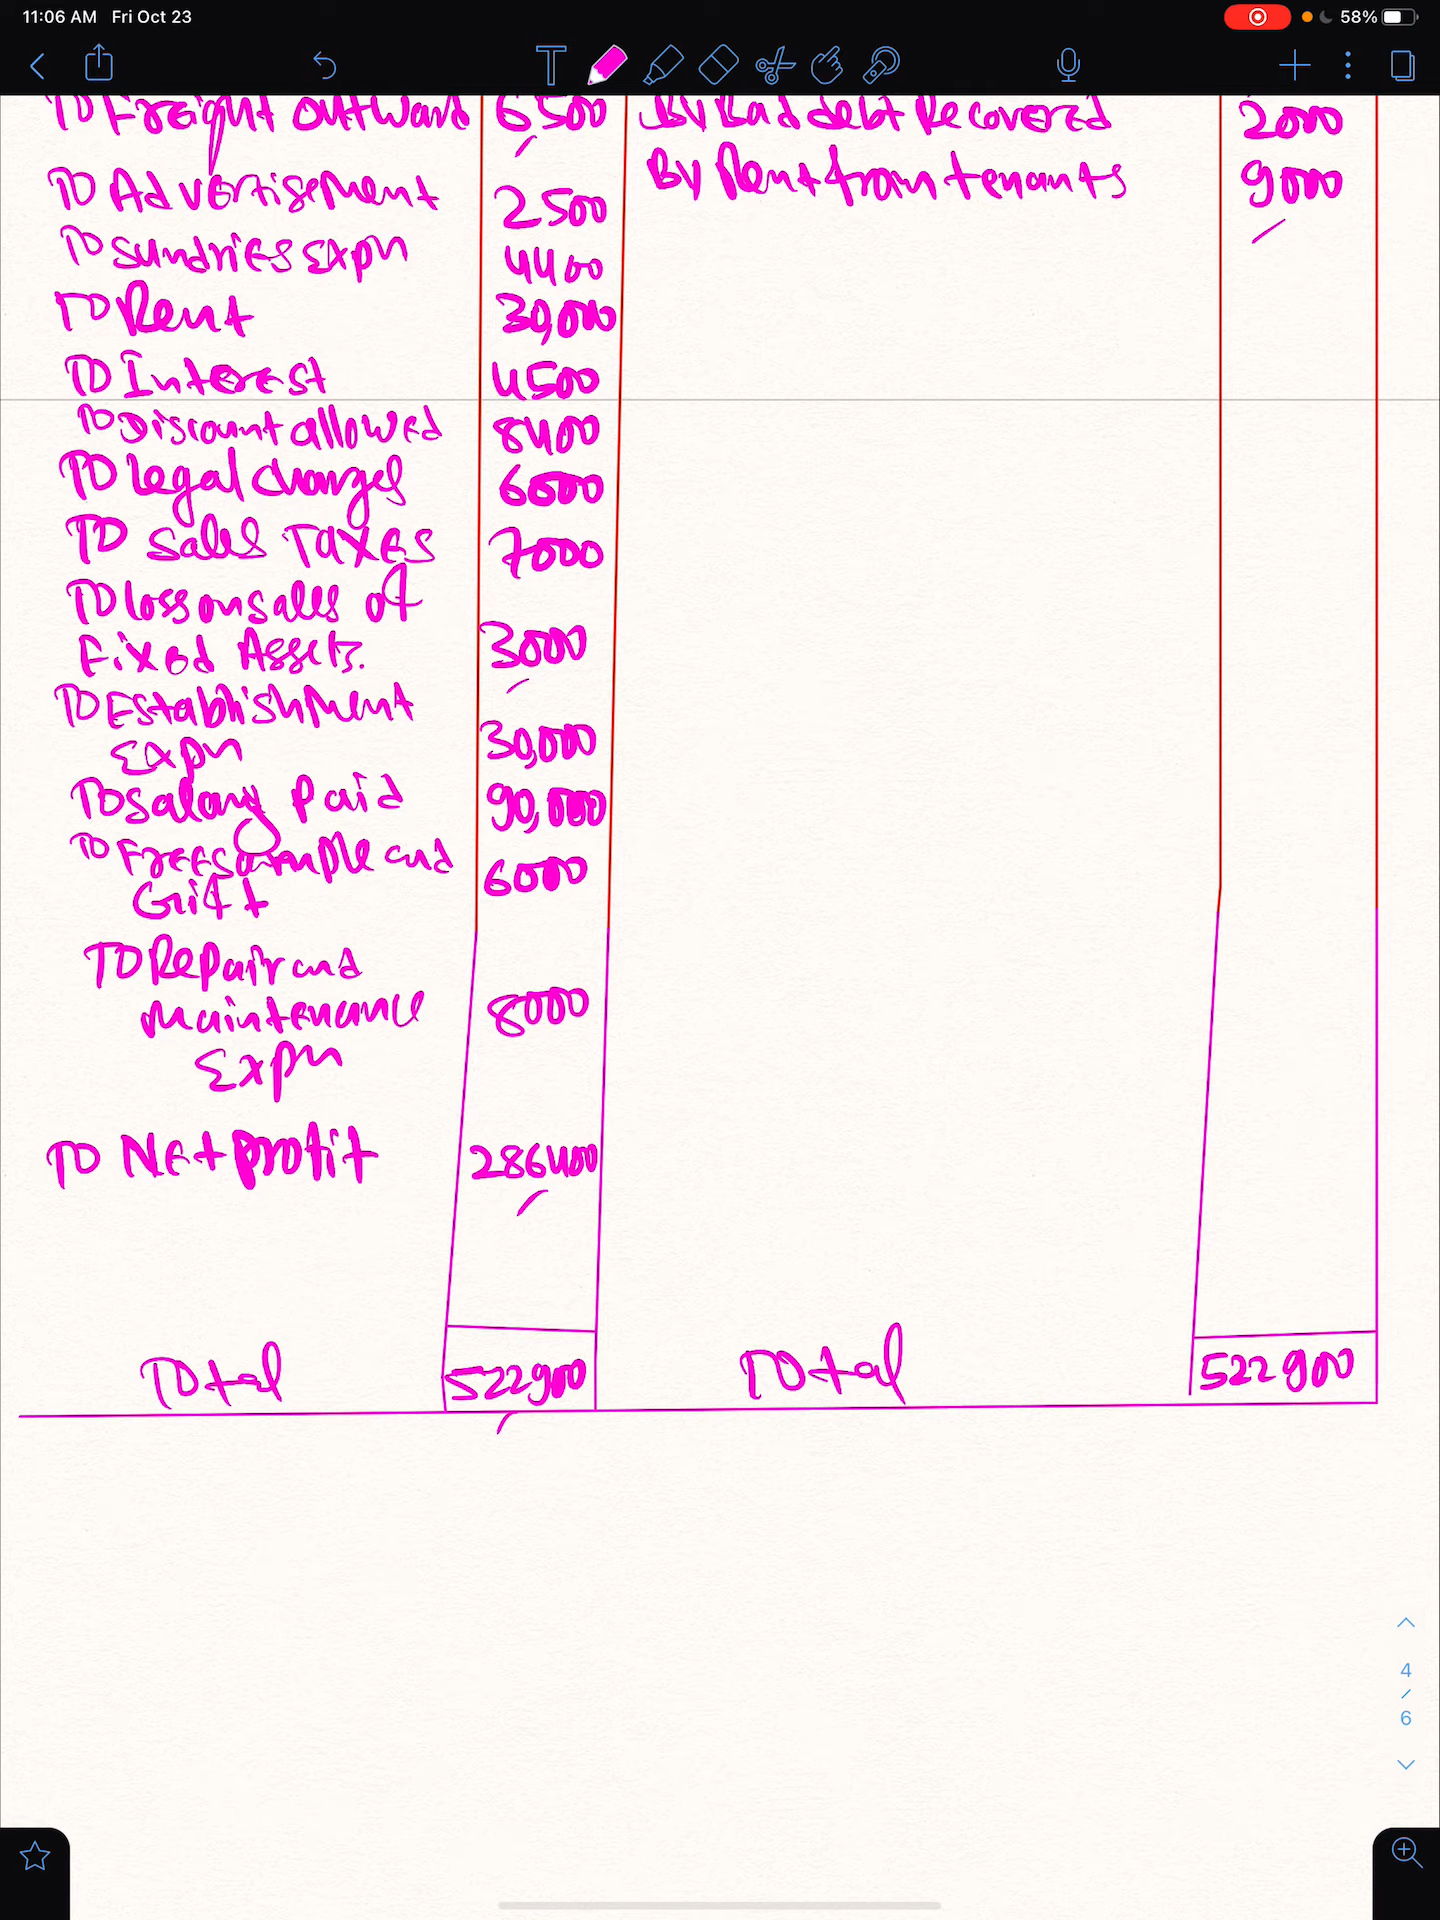 11:06 AM Fri Oct 23 58%
To Freight outward 6,500 By Bad debt Recovered 2000
To Advertisement 2500 By Rent from tenants 9000
To Sundries Expn 4400
To Rent 30,000
To Interest 4500
To Discount allowed 8400
To legal charges 6000
To Sales Taxes 7000
To loss on sales of
Fixed Assets. 3000
To Establishment
Expn 30,000
To Salary paid 90,000
To Free sample and
Gift 6000
To Repair and
Maintenance 8000
Expn
To Net profit 286400
Total 522900 Total 522900
4
/
6